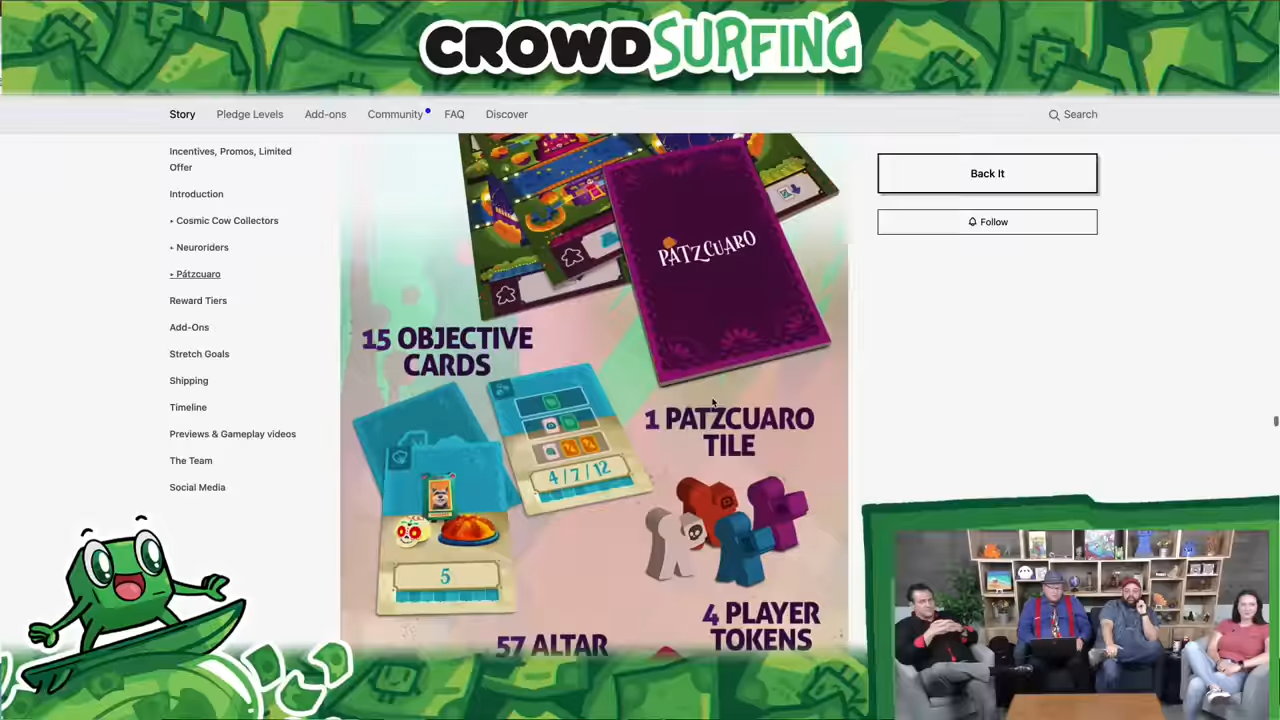 CROWDSURFING
Story
Pledge Levels
Add-ons
Community
FAQ
Discover
Search
Incentives, Promos, Limited
Offer
Introduction
• Cosmic Cow Collectors
• Neuroriders
• Pátzcuaro
Reward Tiers
Add-Ons
Stretch Goals
Shipping
Timeline
Previews & Gameplay videos
The Team
Social Media
Back It
Follow
PÁTZCUARO
15 OBJECTIVE
CARDS
4/7/12
5
1 PATZCUARO
TILE
4 PLAYER
TOKENS
57 ALTAR